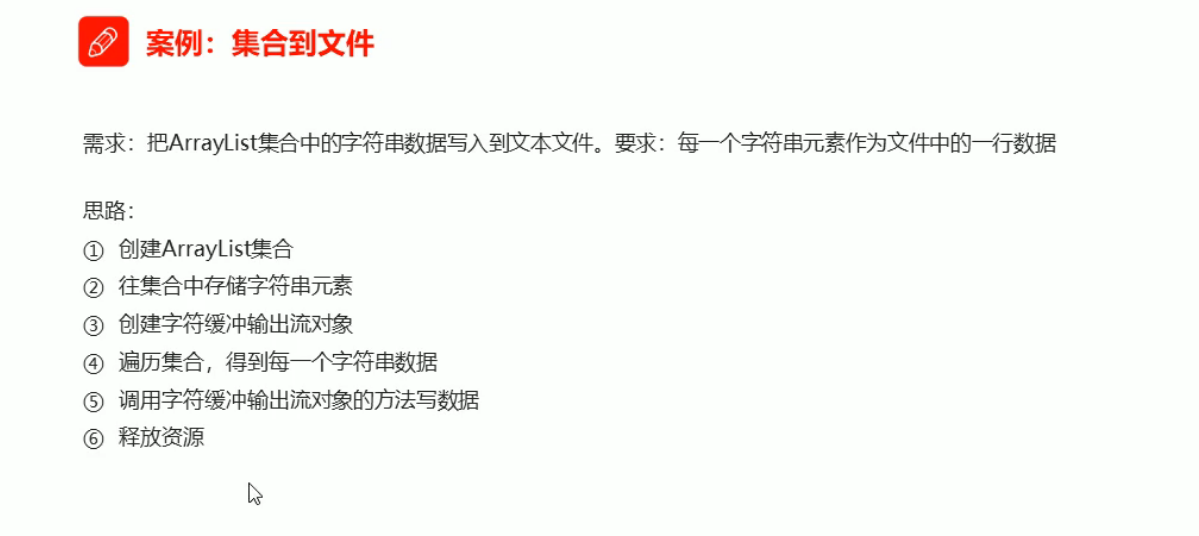 案例：集合到文件
需求：把ArrayList集合中的字符串数据写入到文本文件。要求：每一个字符串元素作为文件中的一行数据
思路：
① 创建ArrayList集合
② 往集合中存储字符串元素
③ 创建字符缓冲输出流对象
④ 遍历集合，得到每一个字符串数据
⑤ 调用字符缓冲输出流对象的方法写数据
⑥ 释放资源